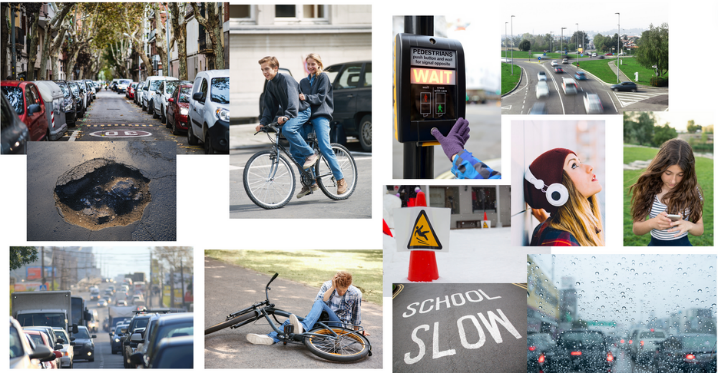 PEDESTRIANS
push button and wait
for signal opposite
WAIT
SCHOOL
SLOW